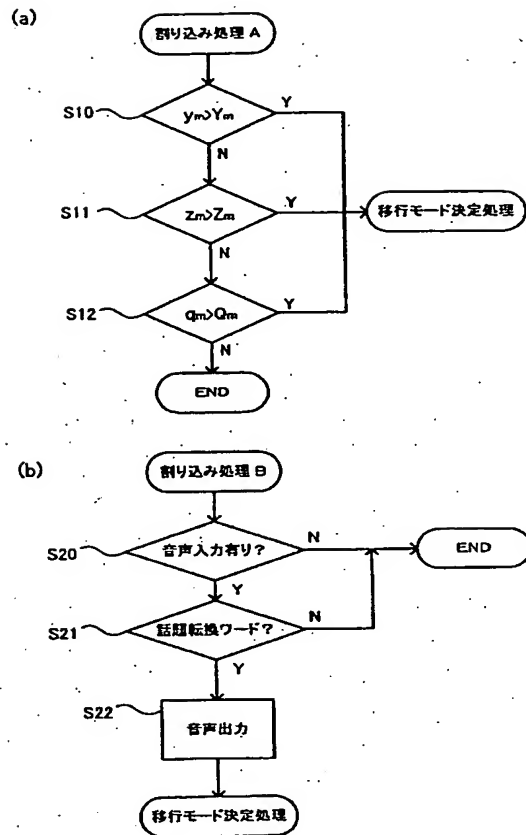 (a)
割り込み処理 A
S10
ym>Ym
Y
N
S11
zm>Zm
Y
移行モード決定処理
N
S12
qm>Qm
Y
N
END
(b)
割り込み処理 B
S20
音声入力有り?
N
END
Y
S21
話題転換ワード?
N
Y
S22
音声出力
移行モード決定処理